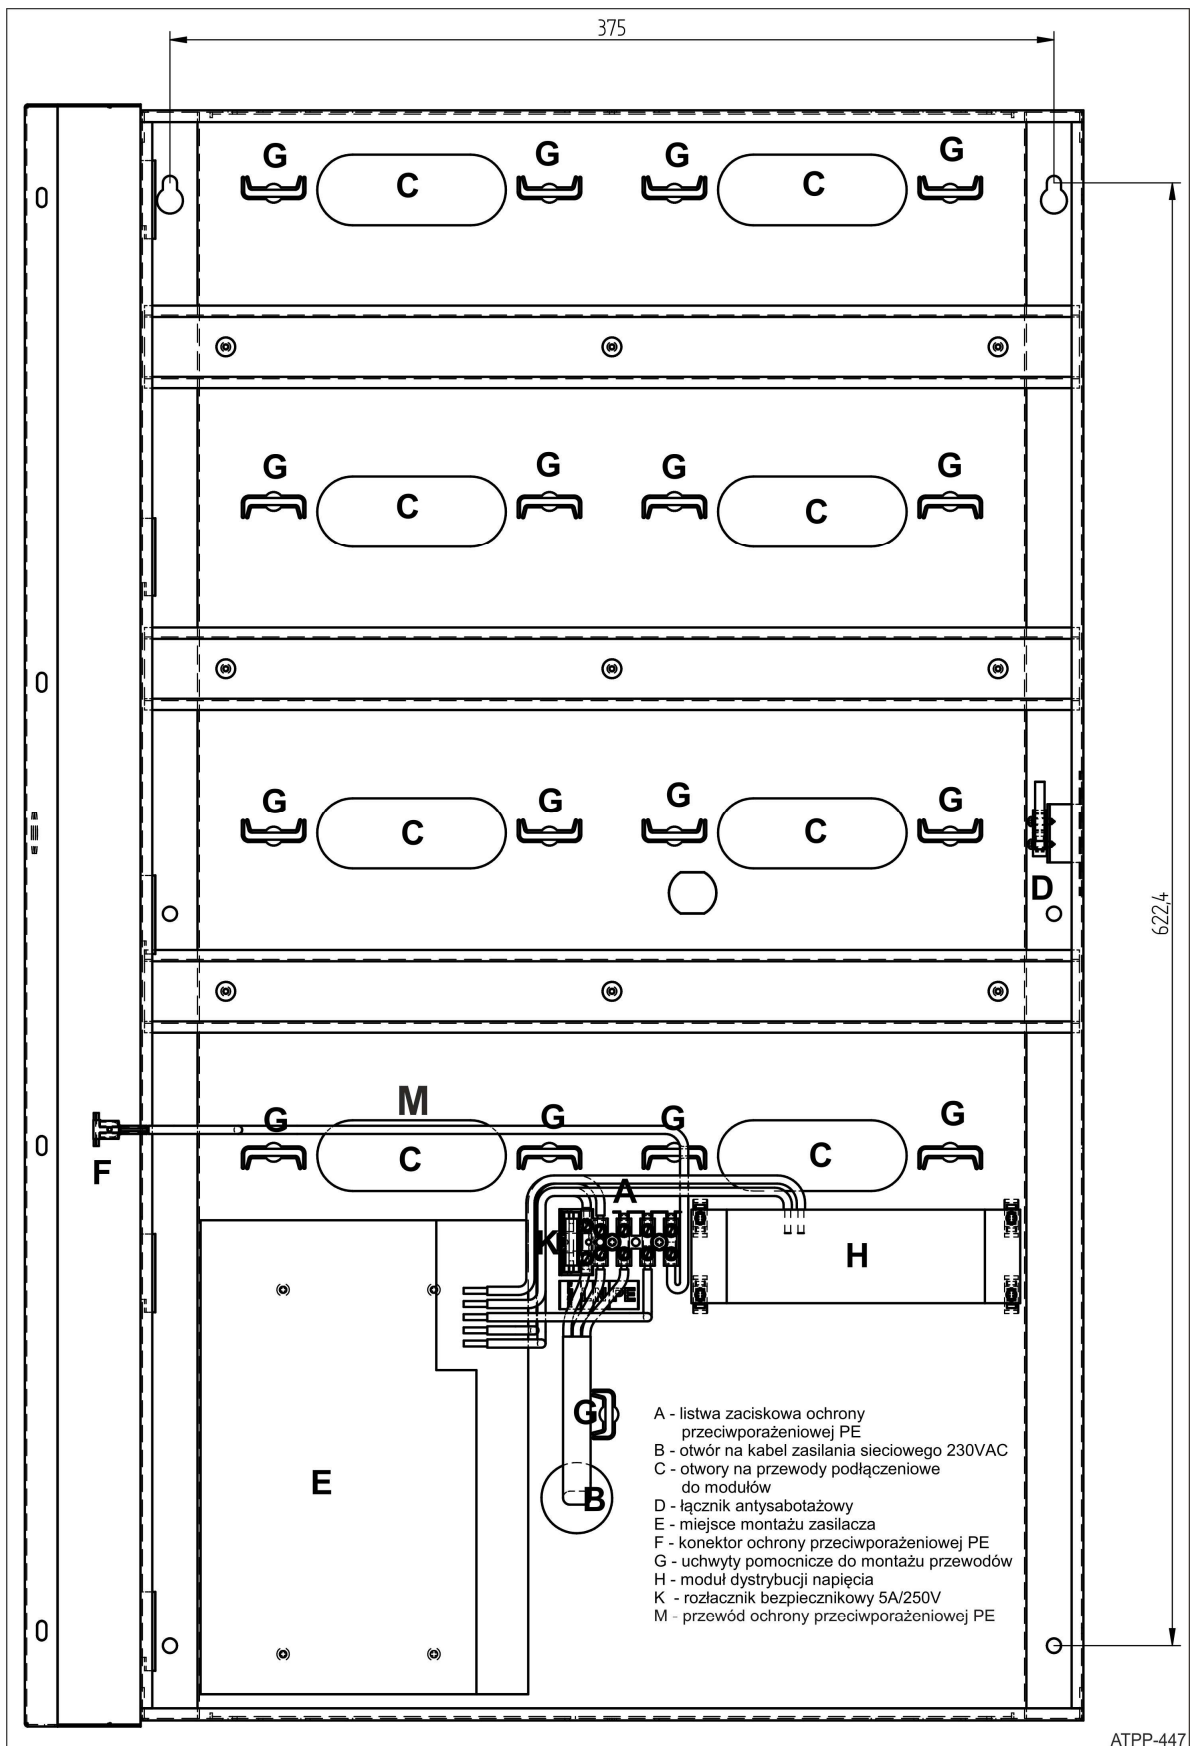 375
G G G G
C C
G G G G
C C
G G G G
C C
D
622,4
M
G G G G
C C
F
A
K
H
PE
G
E
B
A - listwa zaciskowa ochrony
przeciwporażeniowej PE
B - otwór na kabel zasilania sieciowego 230VAC
C - otwory na przewody podłączeniowe
do modułów
D - łącznik antysabotażowy
E - miejsce montażu zasilacza
F - konektor ochrony przeciwporażeniowej PE
G - uchwyty pomocnicze do montażu przewodów
H - moduł dystrybucji napięcia
K - rozłacznik bezpiecznikowy 5A/250V
M - przewód ochrony przeciwporażeniowej PE
ATPP-447